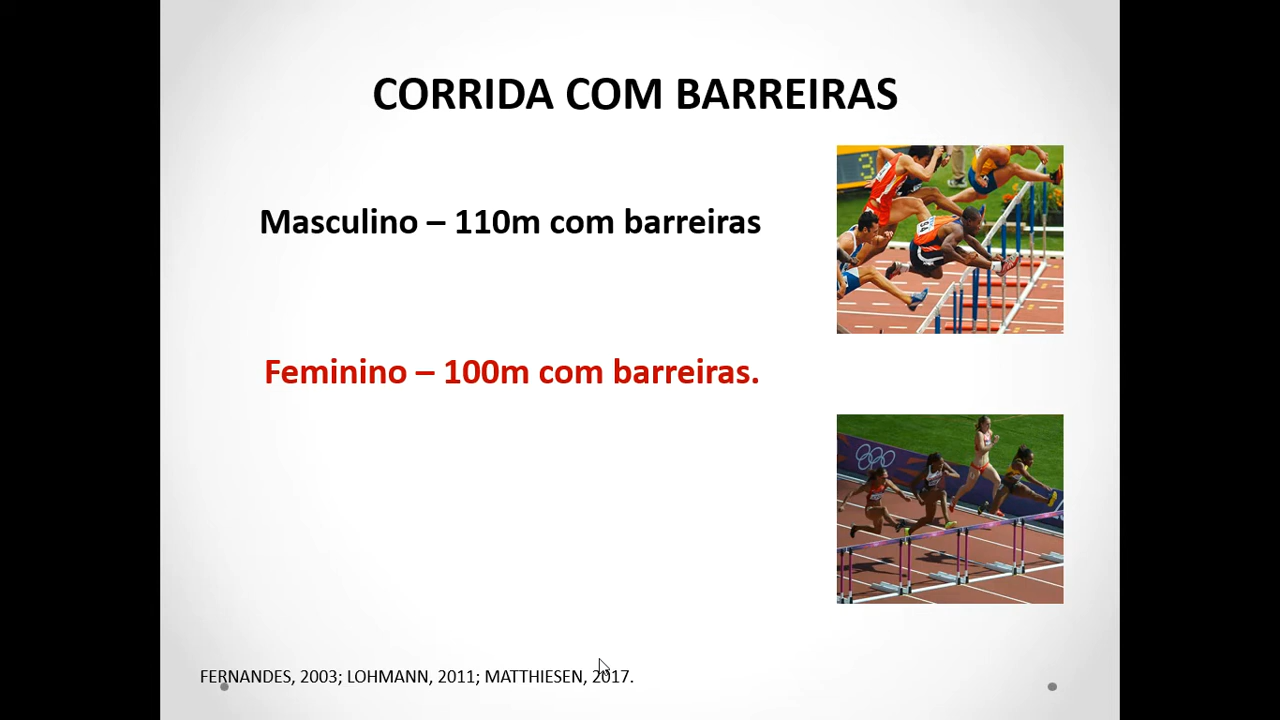 CORRIDA COM BARREIRAS
Masculino – 110m com barreiras
Feminino – 100m com barreiras.
FERNANDES, 2003; LOHMANN, 2011; MATTHIESEN, 2017.